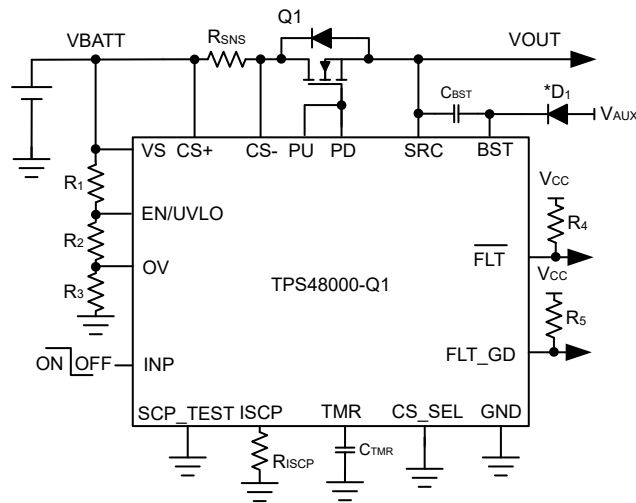 Q1
VBATT
RSNS
VOUT
CBST
*D1
VAUX
VS CS+ CS- PU PD SRC BST
R1
EN/UVLO
R2
OV
R3
VCC
R4
FLT
VCC
TPS48000-Q1
R5
FLT_GD
ON OFF
INP
SCP_TEST ISCP TMR CS_SEL GND
RISCP
CTMR